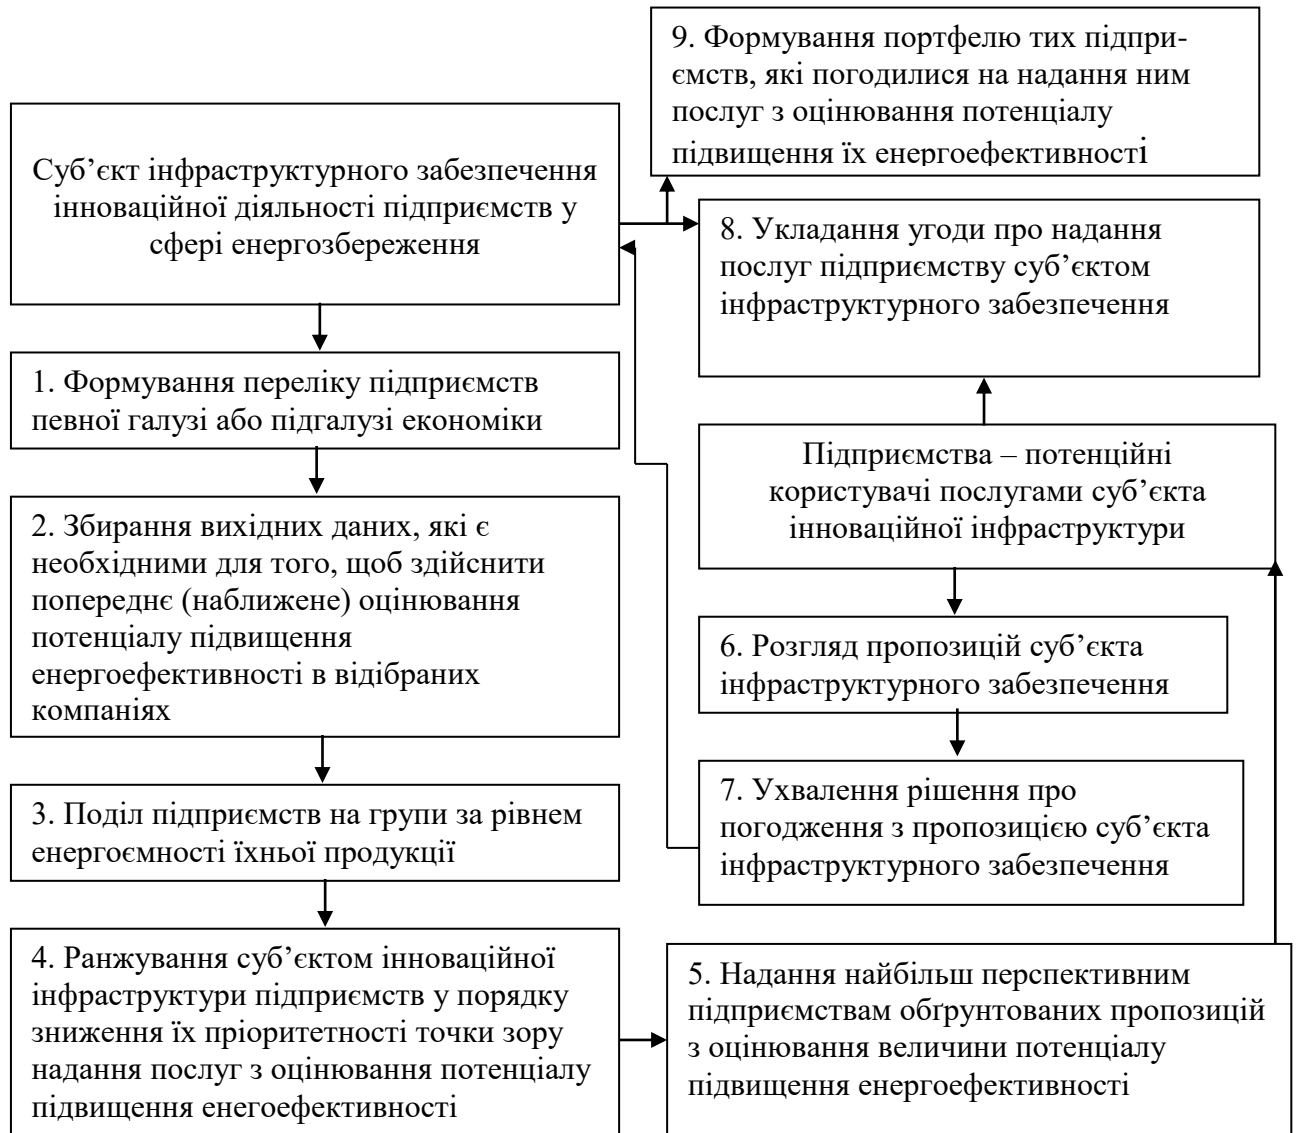 9. Формування портфелю тих підпри-
ємств, які погодилися на надання ним
послуг з оцінювання потенціалу
підвищення їх енергоефективності
Суб’єкт інфраструктурного забезпечення
інноваційної діяльності підприємств у
сфері енергозбереження
8. Укладання угоди про надання
послуг підприємству суб’єктом
інфраструктурного забезпечення
1. Формування переліку підприємств
певної галузі або підгалузі економіки
Підприємства – потенційні
користувачі послугами суб’єкта
інноваційної інфраструктури
2. Збирання вихідних даних, які є
необхідними для того, щоб здійснити
попереднє (наближене) оцінювання
потенціалу підвищення
енергоефективності в відібраних
компаніях
6. Розгляд пропозицій суб’єкта
інфраструктурного забезпечення
7. Ухвалення рішення про
погодження з пропозицією суб’єкта
інфраструктурного забезпечення
3. Поділ підприємств на групи за рівнем
енергоємності їхньої продукції
4. Ранжування суб’єктом інноваційної
інфраструктури підприємств у порядку
зниження їх пріоритетності точки зору
надання послуг з оцінювання потенціалу
підвищення енегоефективності
5. Надання найбільш перспективним
підприємствам обґрунтованих пропозицій
з оцінювання величини потенціалу
підвищення енергоефективності